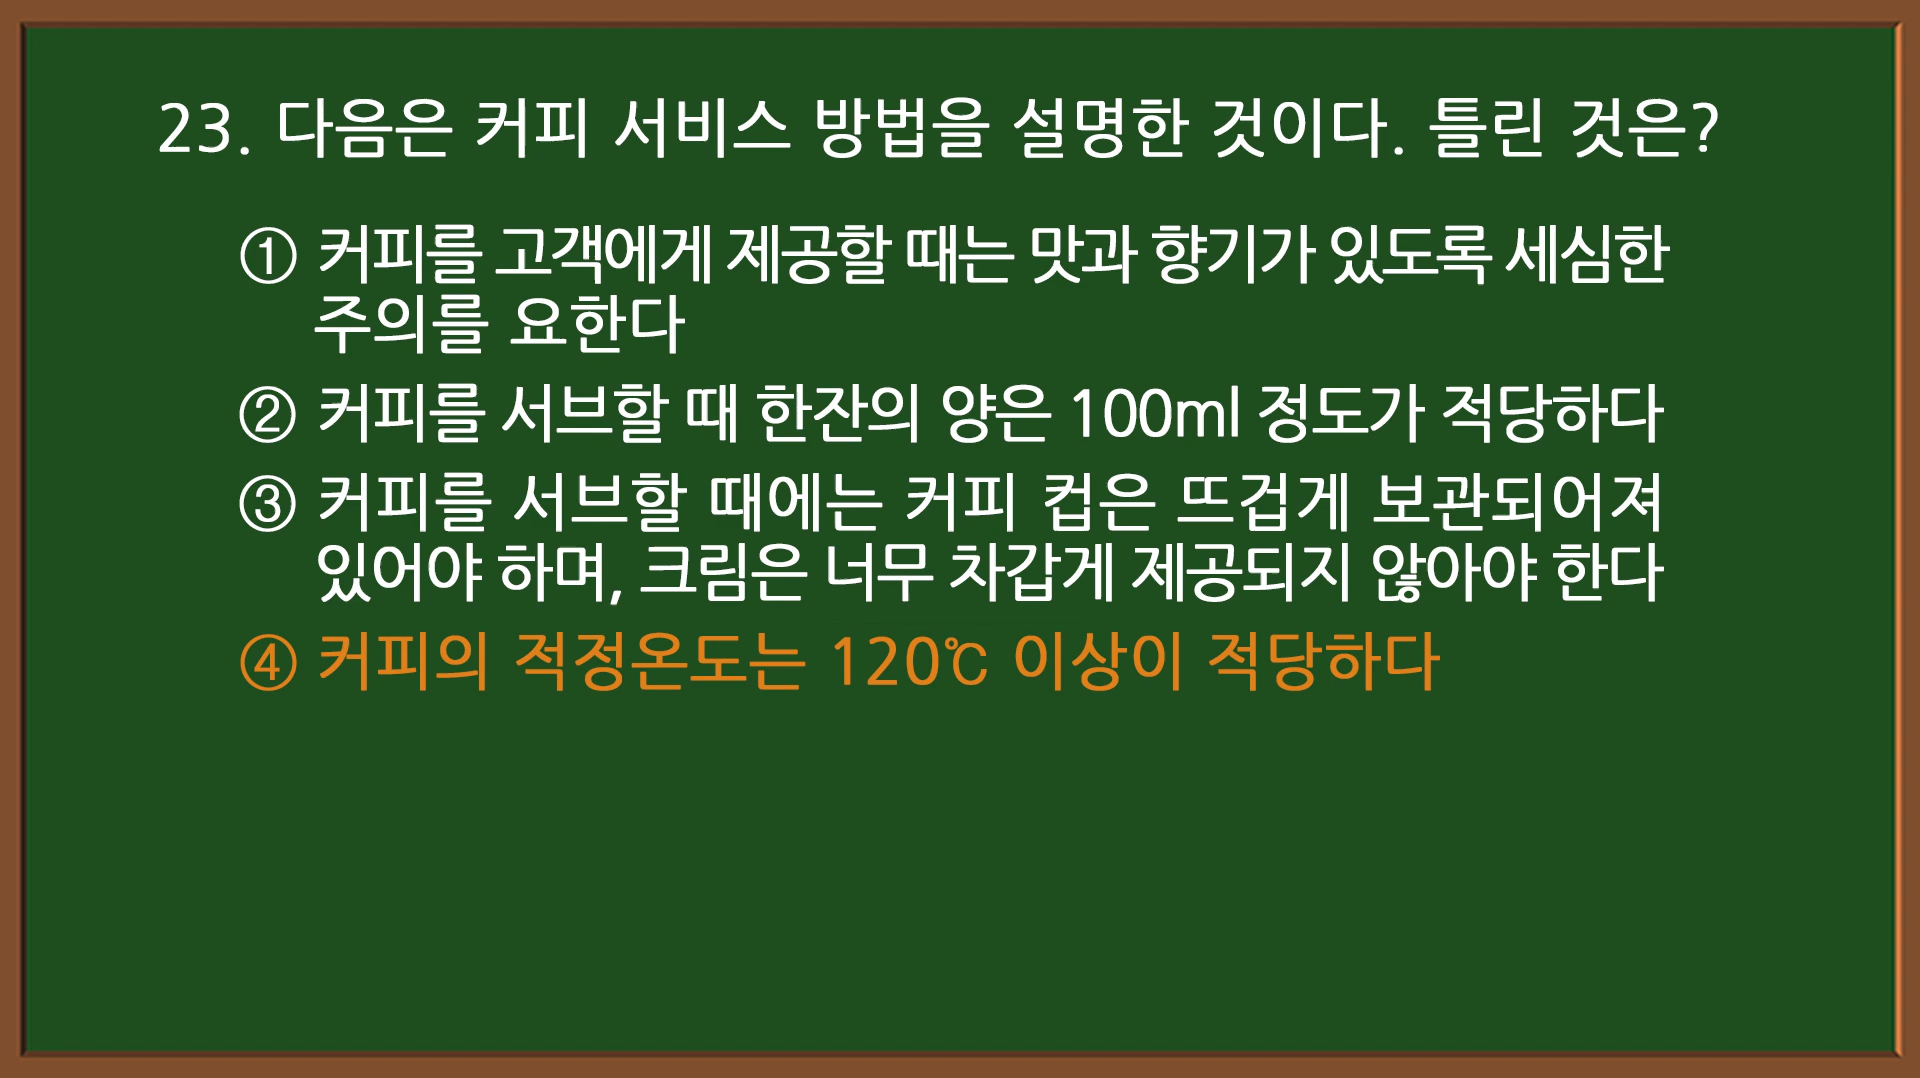 23. 다음은 커피 서비스 방법을 설명한 것이다. 틀린 것은?
① 커피를 고객에게 제공할 때는 맛과 향기가 있도록 세심한
주의를 요한다
② 커피를 서브할 때 한잔의 양은 100ml 정도가 적당하다
③ 커피를 서브할 때에는 커피 컵은 뜨겁게 보관되어져
있어야 하며, 크림은 너무 차갑게 제공되지 않아야 한다
④ 커피의 적정온도는 120℃ 이상이 적당하다